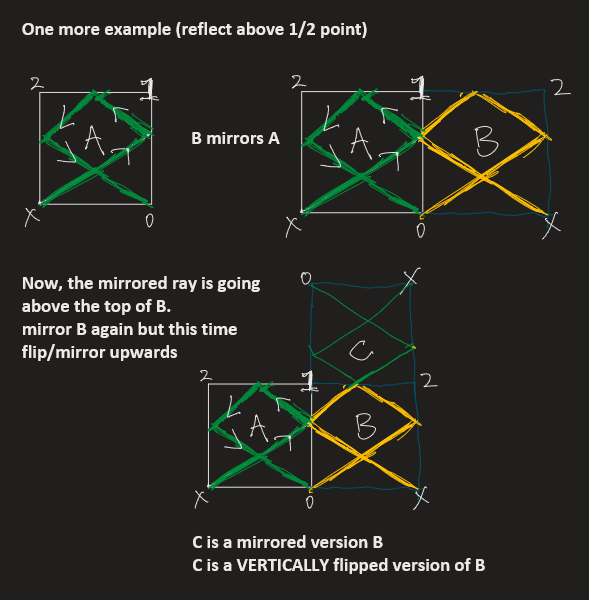 One more example (reflect above 1/2 point)
2 1
A
X 0
B mirrors A
2 1 2
A B
X 0 X
Now, the mirrored ray is going
above the top of B.
mirror B again but this time
flip/mirror upwards
0 X
C
2 1 2
A B
X 0 X
C is a mirrored version B
C is a VERTICALLY flipped version of B